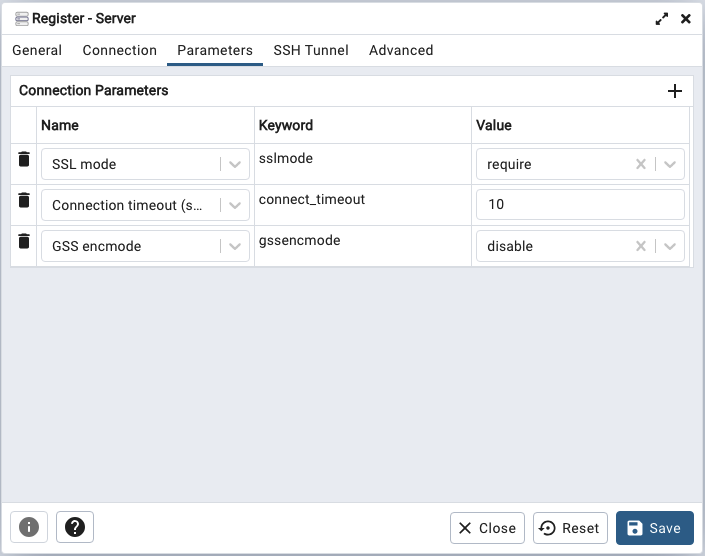 Register - Server
General Connection Parameters SSH Tunnel Advanced
Connection Parameters
Name Keyword Value
SSL mode sslmode require
Connection timeout (s... connect_timeout 10
GSS encmode gssencmode disable
Close Reset Save